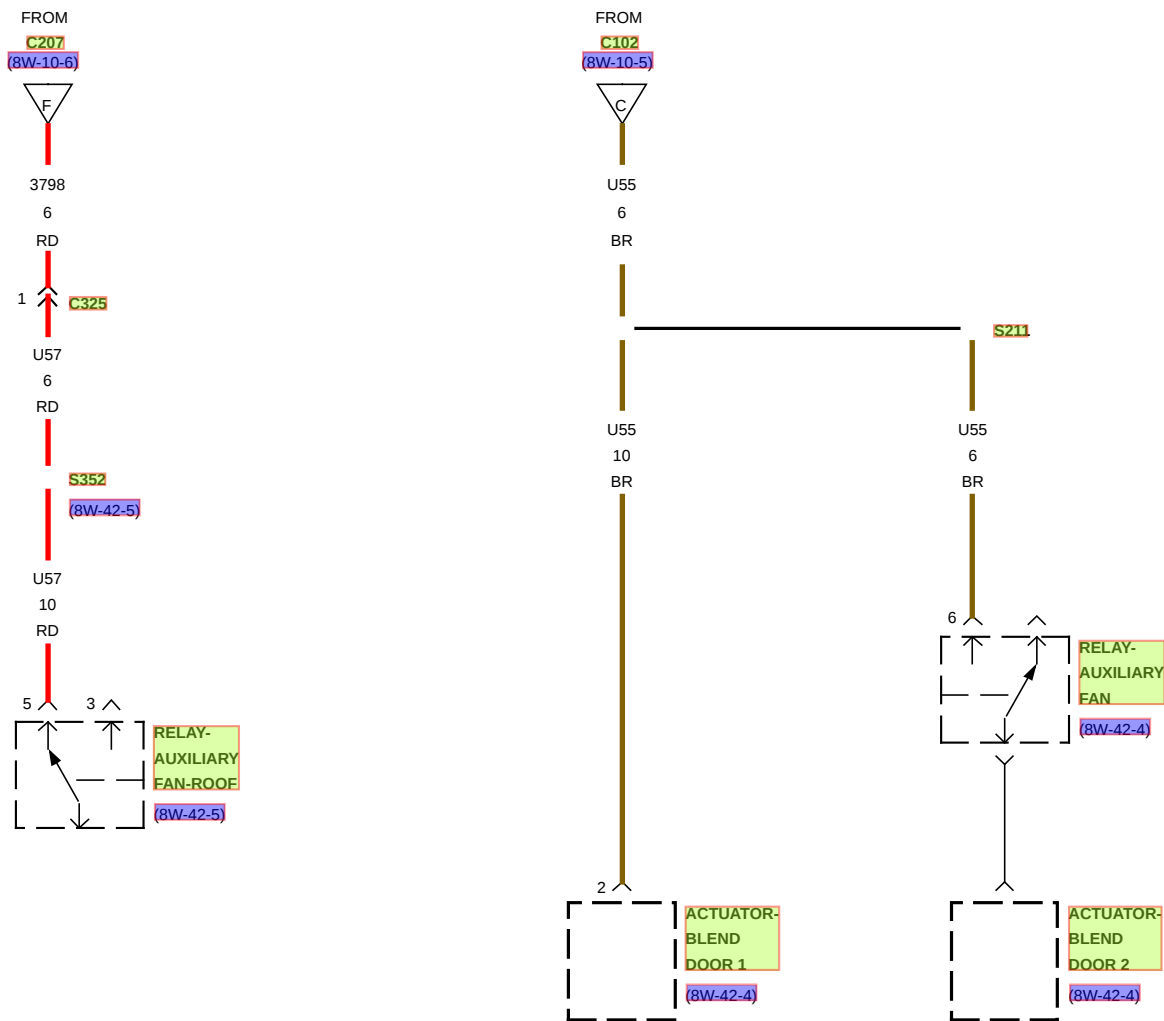 FROM
C207
(8W-10-6)
F
3798
6
RD
1
C325
U57
6
RD
S352
(8W-42-5)
U57
10
RD
5
3
RELAY-
AUXILIARY
FAN-ROOF
(8W-42-5)
FROM
C102
(8W-10-5)
C
U55
6
BR
S211
U55
10
BR
U55
6
BR
6
RELAY-
AUXILIARY
FAN
(8W-42-4)
2
ACTUATOR-
BLEND
DOOR 1
(8W-42-4)
ACTUATOR-
BLEND
DOOR 2
(8W-42-4)